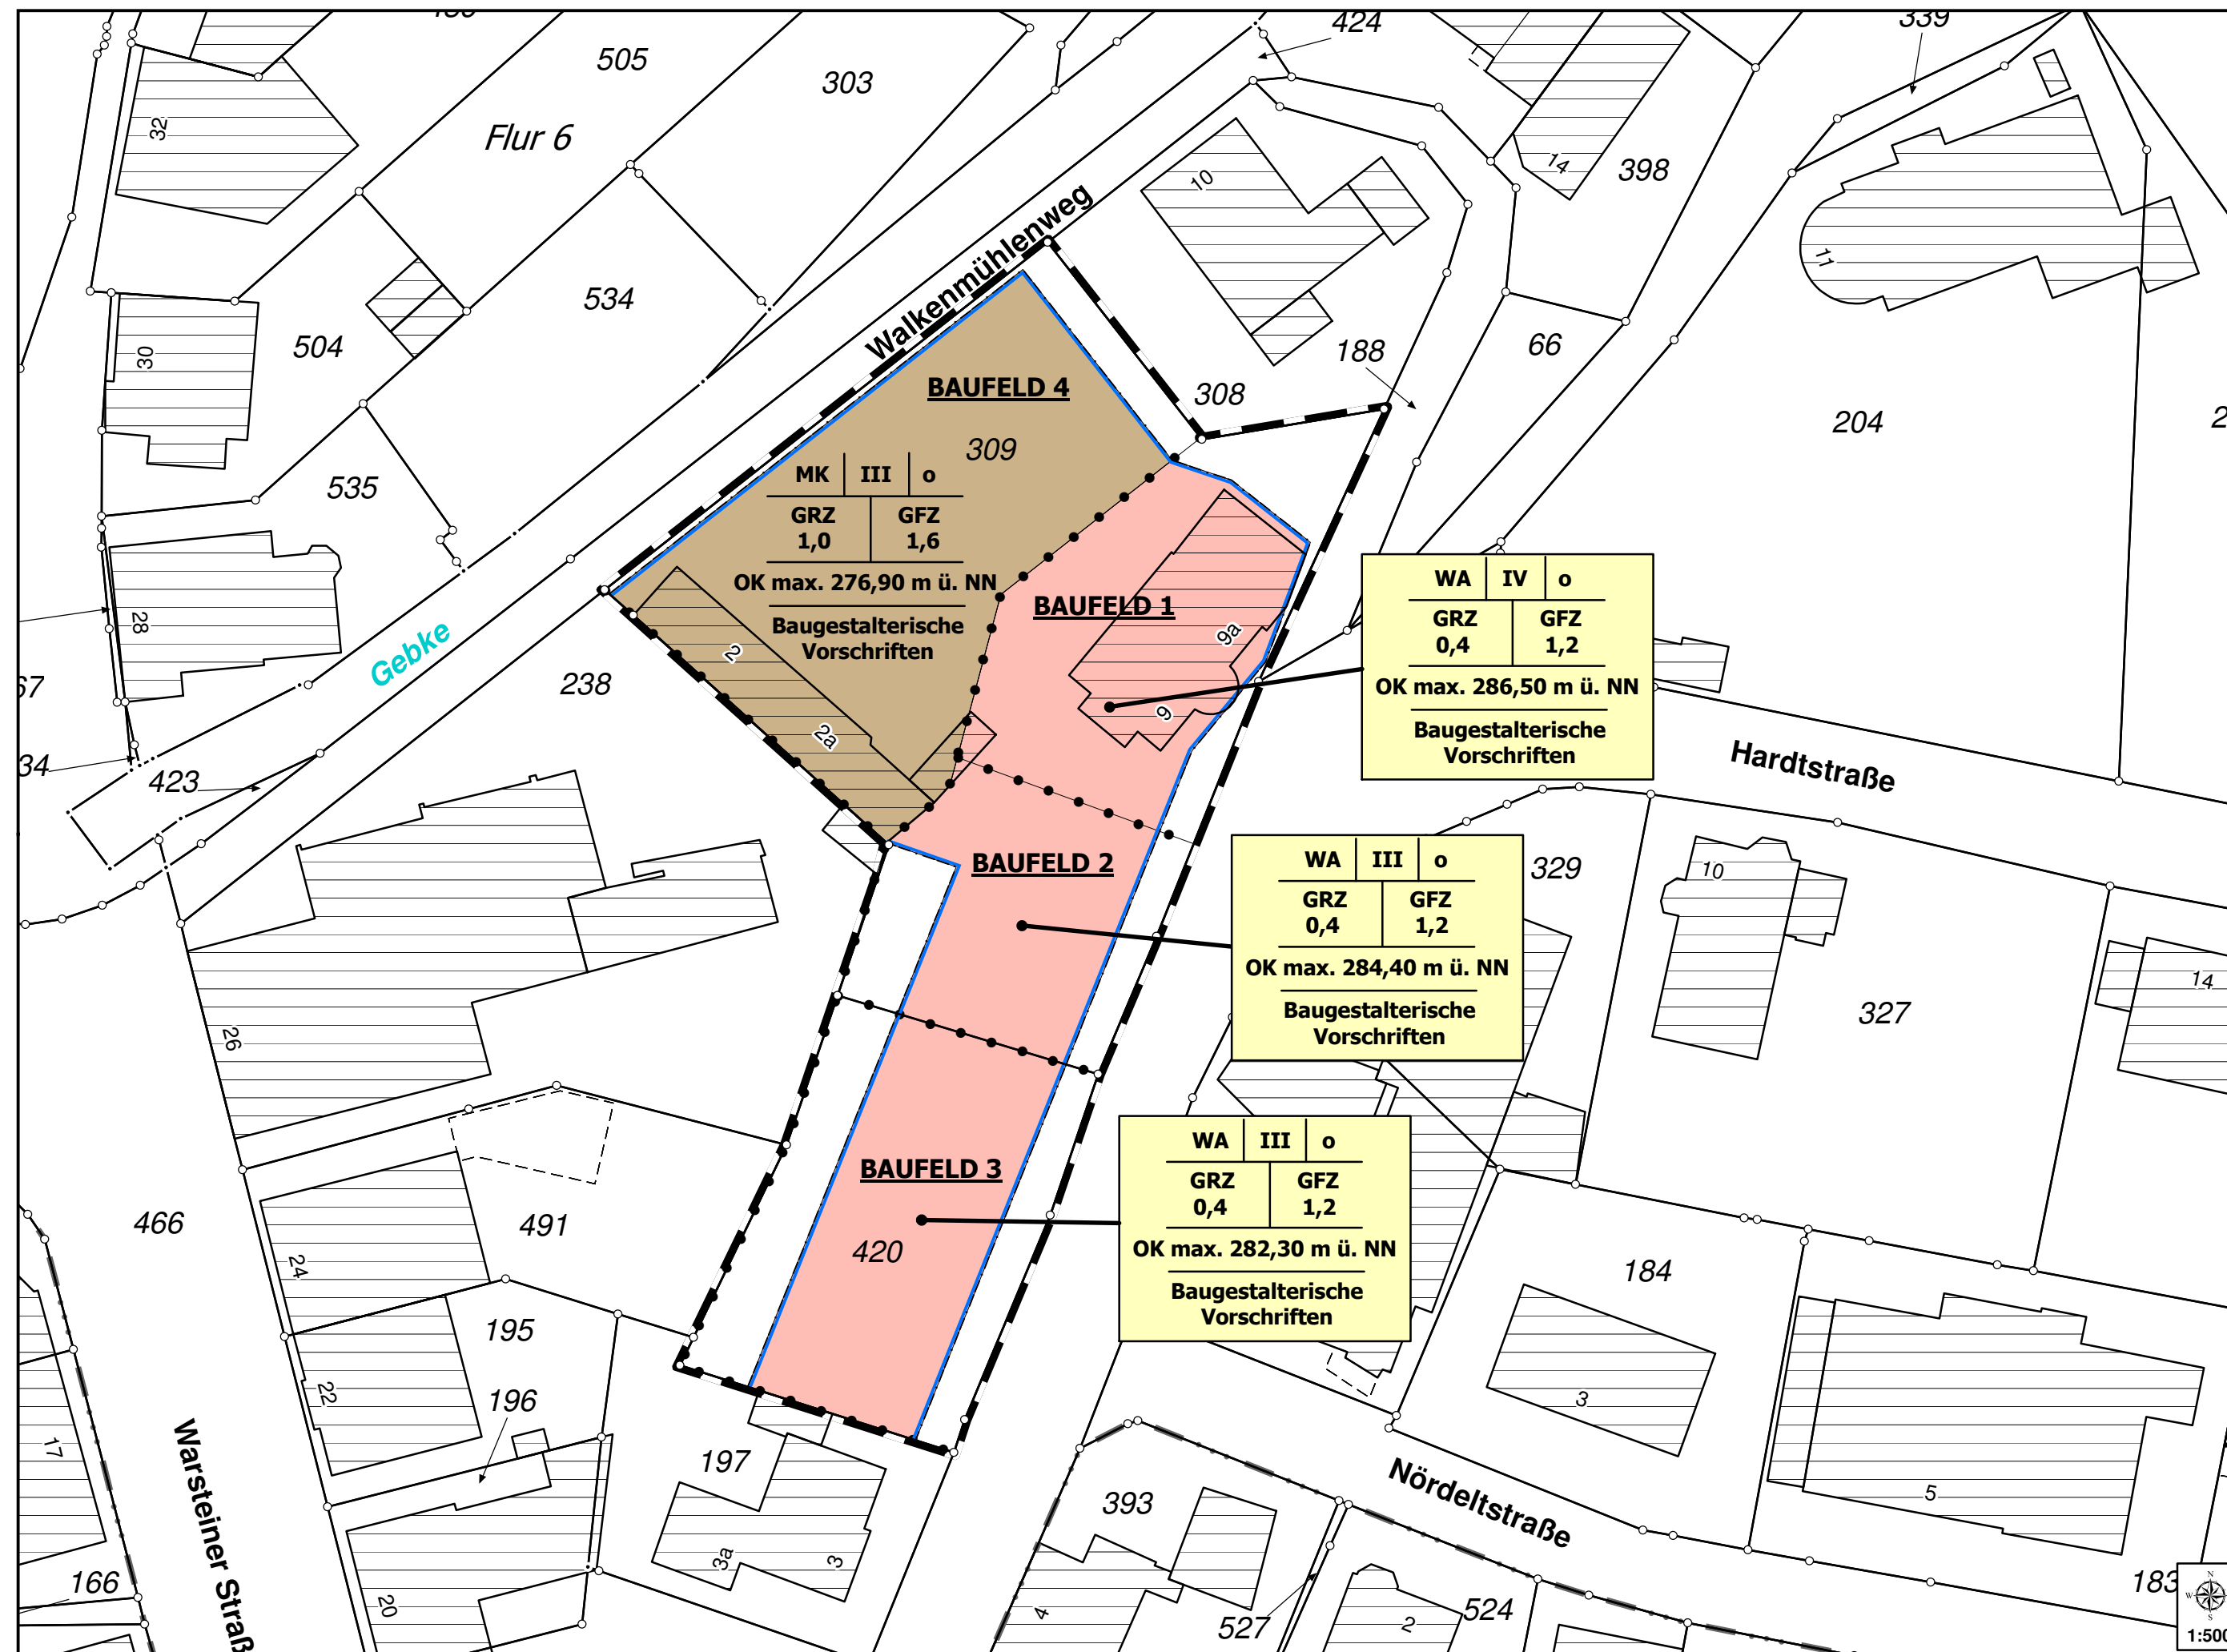 505
303
424
339
Flur 6
32
10
14
398
11
Walkenmühlenweg
534
504
30
188
66
308
204
2
BAUFELD 4
309
MK III o
GRZ GFZ
1,0 1,6
OK max. 276,90 m ü. NN
Baugestalterische
Vorschriften
535
28
Gebke
238
2
2a
BAUFELD 1
9a
9
WA IV o
GRZ GFZ
0,4 1,2
OK max. 286,50 m ü. NN
Baugestalterische
Vorschriften
67
34
423
Hardtstraße
BAUFELD 2
WA III o
GRZ GFZ
0,4 1,2
OK max. 284,40 m ü. NN
Baugestalterische
Vorschriften
329
10
327
14
26
BAUFELD 3
420
WA III o
GRZ GFZ
0,4 1,2
OK max. 282,30 m ü. NN
Baugestalterische
Vorschriften
466
491
24
184
195
22
196
3
17
197
393
Nördeltstraße
5
Warsteiner Straß
3a
3
166
20
4
527
2
524
183
N
W
S
1:500